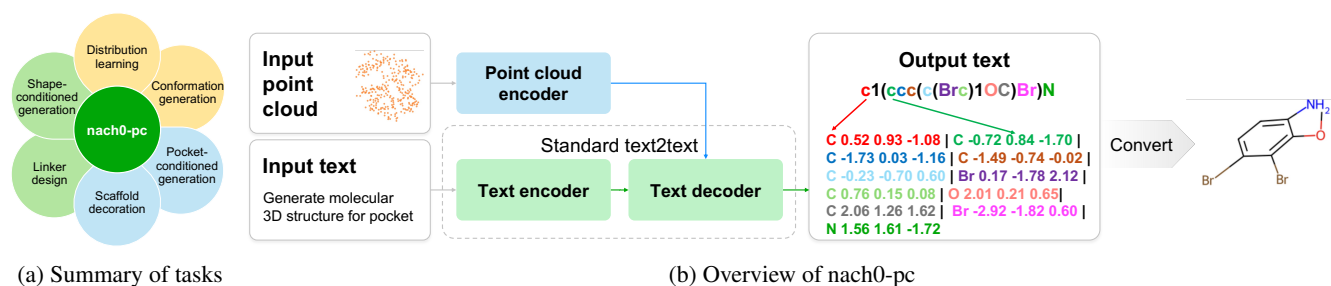 Distribution
learning
Conformation
generation
Shape-
conditioned
generation
nach0-pc
Pocket-
conditioned
generation
Linker
design
Scaffold
decoration
(a) Summary of tasks
Input
point
cloud
Point cloud
encoder
Input text
Generate molecular
3D structure for pocket
Standard text2text
Text encoder
Text decoder
Output text
c1(ccc(c(Brc)1OC)Br)N
C 0.52 0.93 -1.08 | C -0.72 0.84 -1.70 |
C -1.73 0.03 -1.16 | C -1.49 -0.74 -0.02 |
C -0.23 -0.70 0.60 | Br 0.17 -1.78 2.12 |
C 0.76 0.15 0.08 | O 2.01 0.21 0.65|
C 2.06 1.26 1.62 | Br -2.92 -1.82 0.60 |
N 1.56 1.61 -1.72
Convert
NH2
O
Br
Br
(b) Overview of nach0-pc